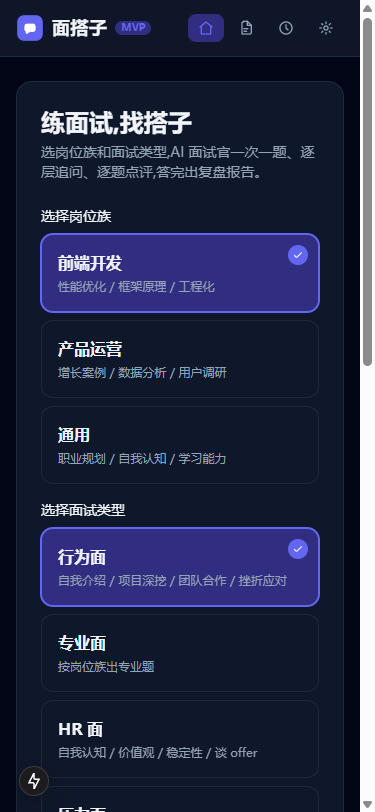 面搭子 MVP
练面试,找搭子
选岗位族和面试类型,AI 面试官一次一题、逐
层追问、逐题点评,答完出复盘报告。
选择岗位族
前端开发
性能优化 / 框架原理 / 工程化
产品运营
增长案例 / 数据分析 / 用户调研
通用
职业规划 / 自我认知 / 学习能力
选择面试类型
行为面
自我介绍 / 项目深挖 / 团队合作 / 挫折应对
专业面
按岗位族出专业题
HR 面
自我认知 / 价值观 / 稳定性 / 谈 offer